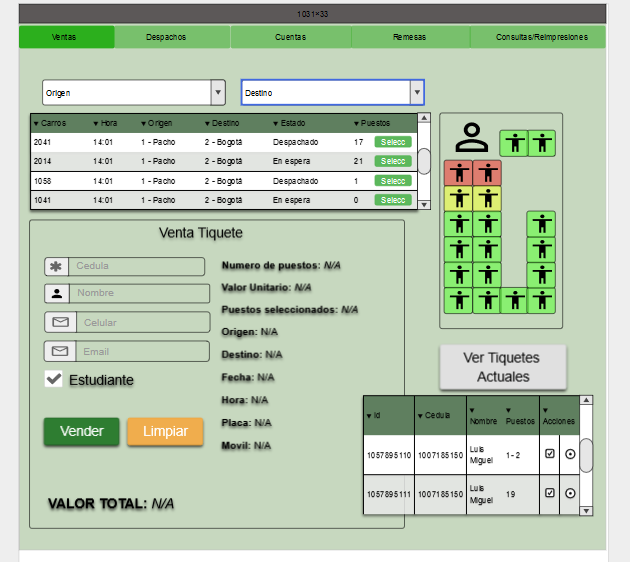 1031×33
Ventas Despachos Cuentas Remesas Consultas/Reimpresiones
Origen Destino
Carros Hora Origen Destino Estado Puestos
2041 14:01 1 - Pacho 2 - Bogotá Despachado 17 Selecc
2014 14:01 1 - Pacho 2 - Bogotá En espera 21 Selecc
1058 14:01 1 - Pacho 2 - Bogotá Despachado 1 Selecc
1041 14:01 1 - Pacho 2 - Bogotá En espera 0 Selecc
Venta Tiquete
Cedula
Nombre
Celular
Email
Estudiante
Vender Limpiar
VALOR TOTAL: N/A
Numero de puestos: N/A
Valor Unitario: N/A
Puestos seleccionados: N/A
Origen: N/A
Destino: N/A
Fecha: N/A
Hora: N/A
Placa: N/A
Movil: N/A
Ver Tiquetes
Actuales
Id Cedula Nombre Puestos Acciones
1057895110 1007185150 Luis Miguel 1- 2
1057895111 1007185150 Luis Miguel 19